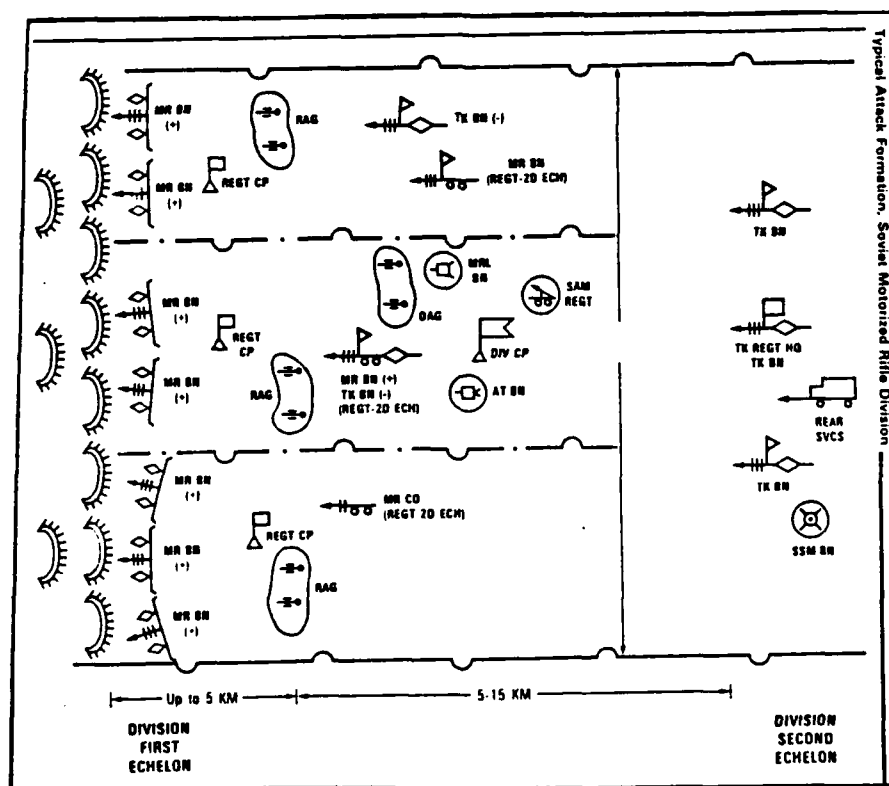 Typical Attack Formation, Soviet Motorized Rifle Division
MR BN
(+)
RAG
TK BN (-)
MR BN
(+)
REGT CP
MR BN
(REGT-2D ECH)
TK BN
MR BN
(+)
REGT
CP
DAG
MRL
BN
SAM
REGT
DIV CP
TK REGT HQ
TK BN
MR BN
(+)
RAG
MR BN (+)
TK BN (-)
(REGT-2D ECH)
AT BN
REAR
SVCS
MR BN
(+)
MR CO
(REGT 2D ECH)
TK BN
MR BN
(+)
REGT CP
SSM BN
RAG
MR BN
(+)
Up to 5 KM
5-15 KM
DIVISION
FIRST
ECHELON
DIVISION
SECOND
ECHELON